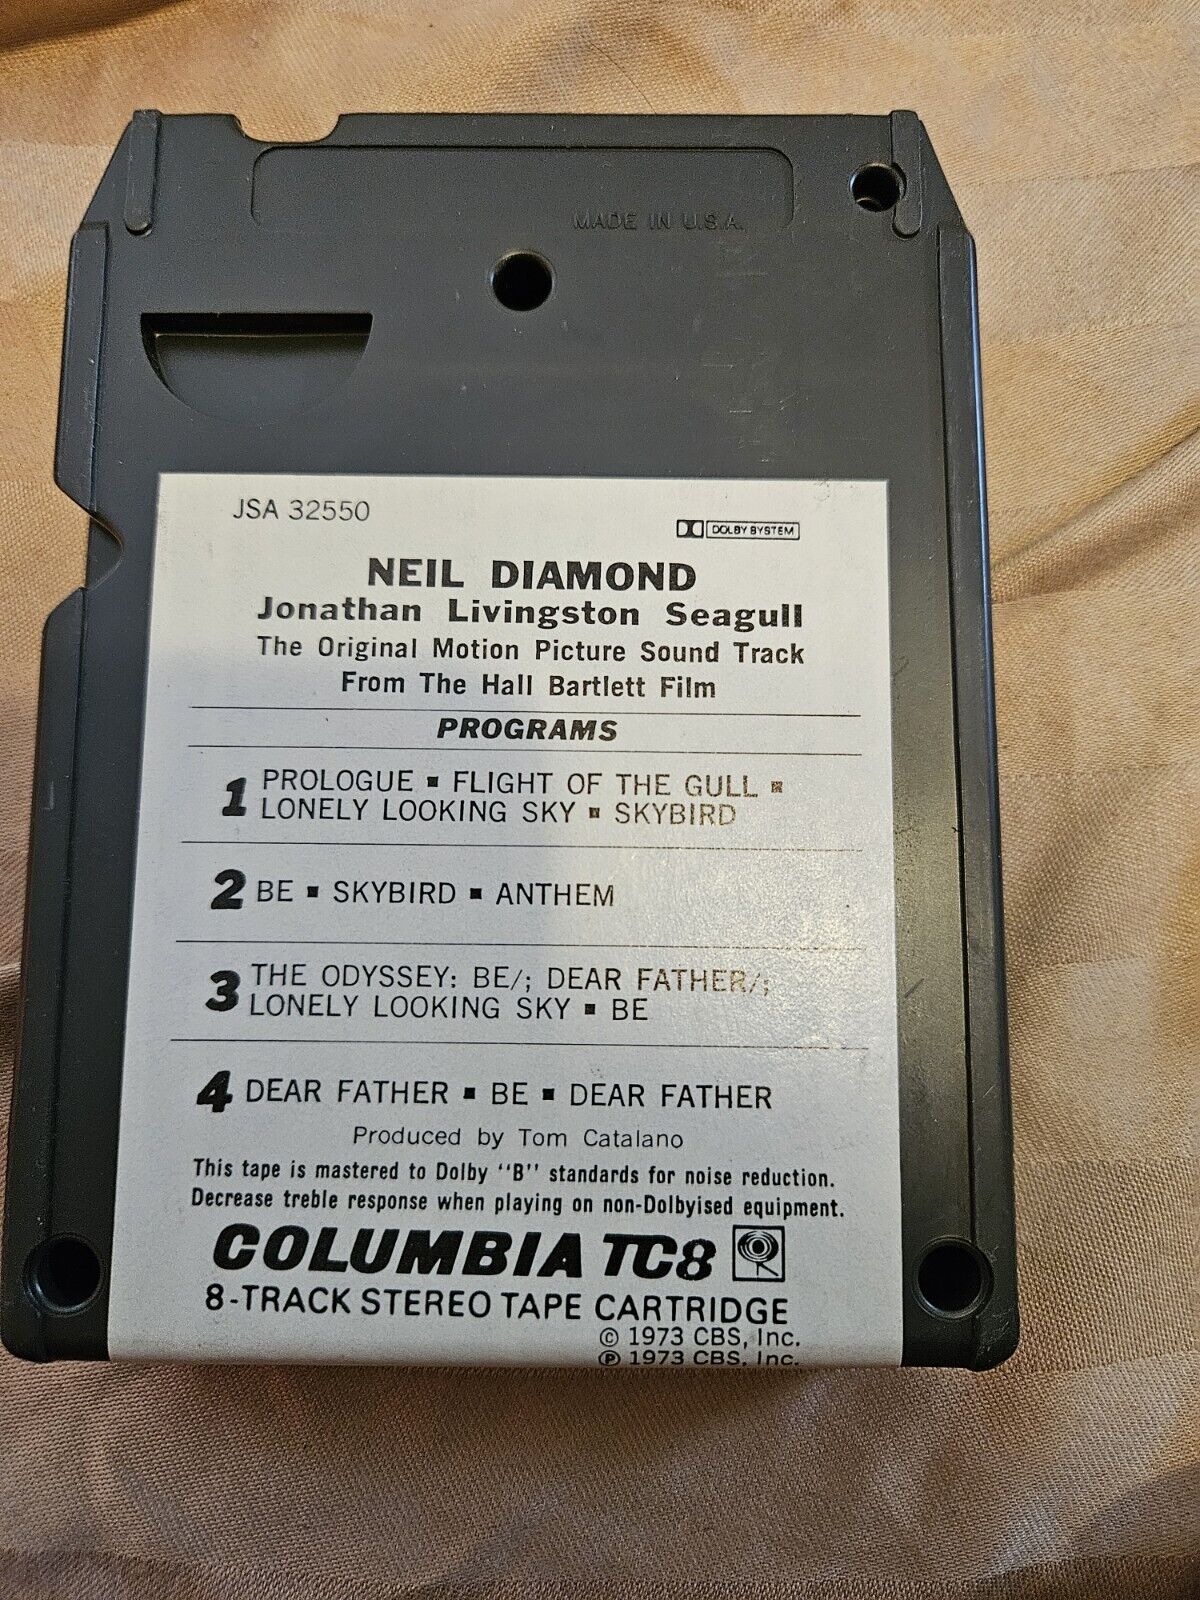 MADE IN U.S.A.
JSA 32550
DOLBY SYSTEM
NEIL DIAMOND
Jonathan Livingston Seagull
The Original Motion Picture Sound Track
From The Hall Bartlett Film
PROGRAMS
1 PROLOGUE ▪ FLIGHT OF THE GULL ▪
LONELY LOOKING SKY ▪ SKYBIRD
2 BE ▪ SKYBIRD ▪ ANTHEM
3 THE ODYSSEY: BE/; DEAR FATHER/;
LONELY LOOKING SKY ▪ BE
4 DEAR FATHER ▪ BE ▪ DEAR FATHER
Produced by Tom Catalano
This tape is mastered to Dolby "B" standards for noise reduction.
Decrease treble response when playing on non-Dolbyised equipment.
COLUMBIA TC8
8-TRACK STEREO TAPE CARTRIDGE
© 1973 CBS, Inc.
℗ 1973 CBS, Inc.